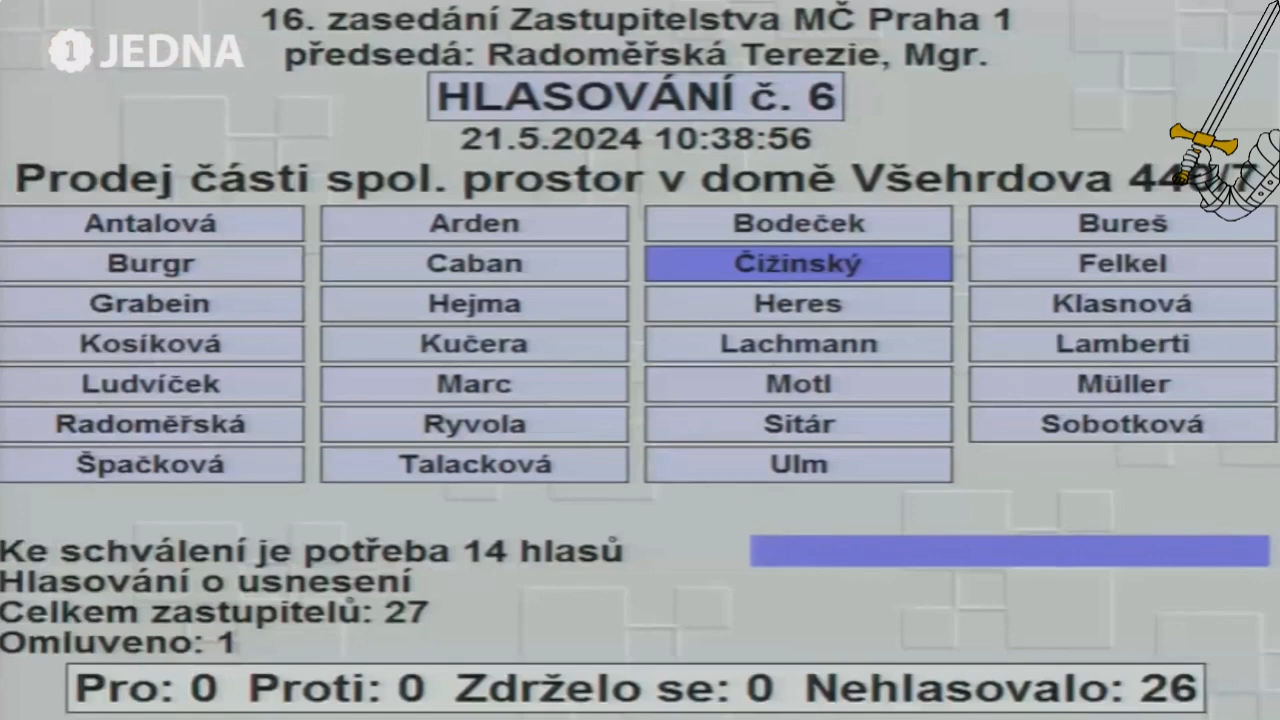 16. zasedání Zastupitelstva MČ Praha 1
1 JEDNA
předsedá: Radoměřská Terezie, Mgr.
HLASOVÁNÍ č. 6
21.5.2024 10:38:56
Prodej části spol. prostor v domě Všehrdova
Antalová Arden Bodeček Bureš
Burgr Caban Čižinský Felkel
Grabein Hejma Heres Klasnová
Kosíková Kučera Lachmann Lamberti
Ludvíček Marc Motl Müller
Radoměřská Ryvola Sitár Sobotková
Špačková Talacková Ulm
Ke schválení je potřeba 14 hlasů
Hlasování o usnesení
Celkem zastupitelů: 27
Omluveno: 1
Pro: 0 Proti: 0 Zdrželo se: 0 Nehlasovalo: 26